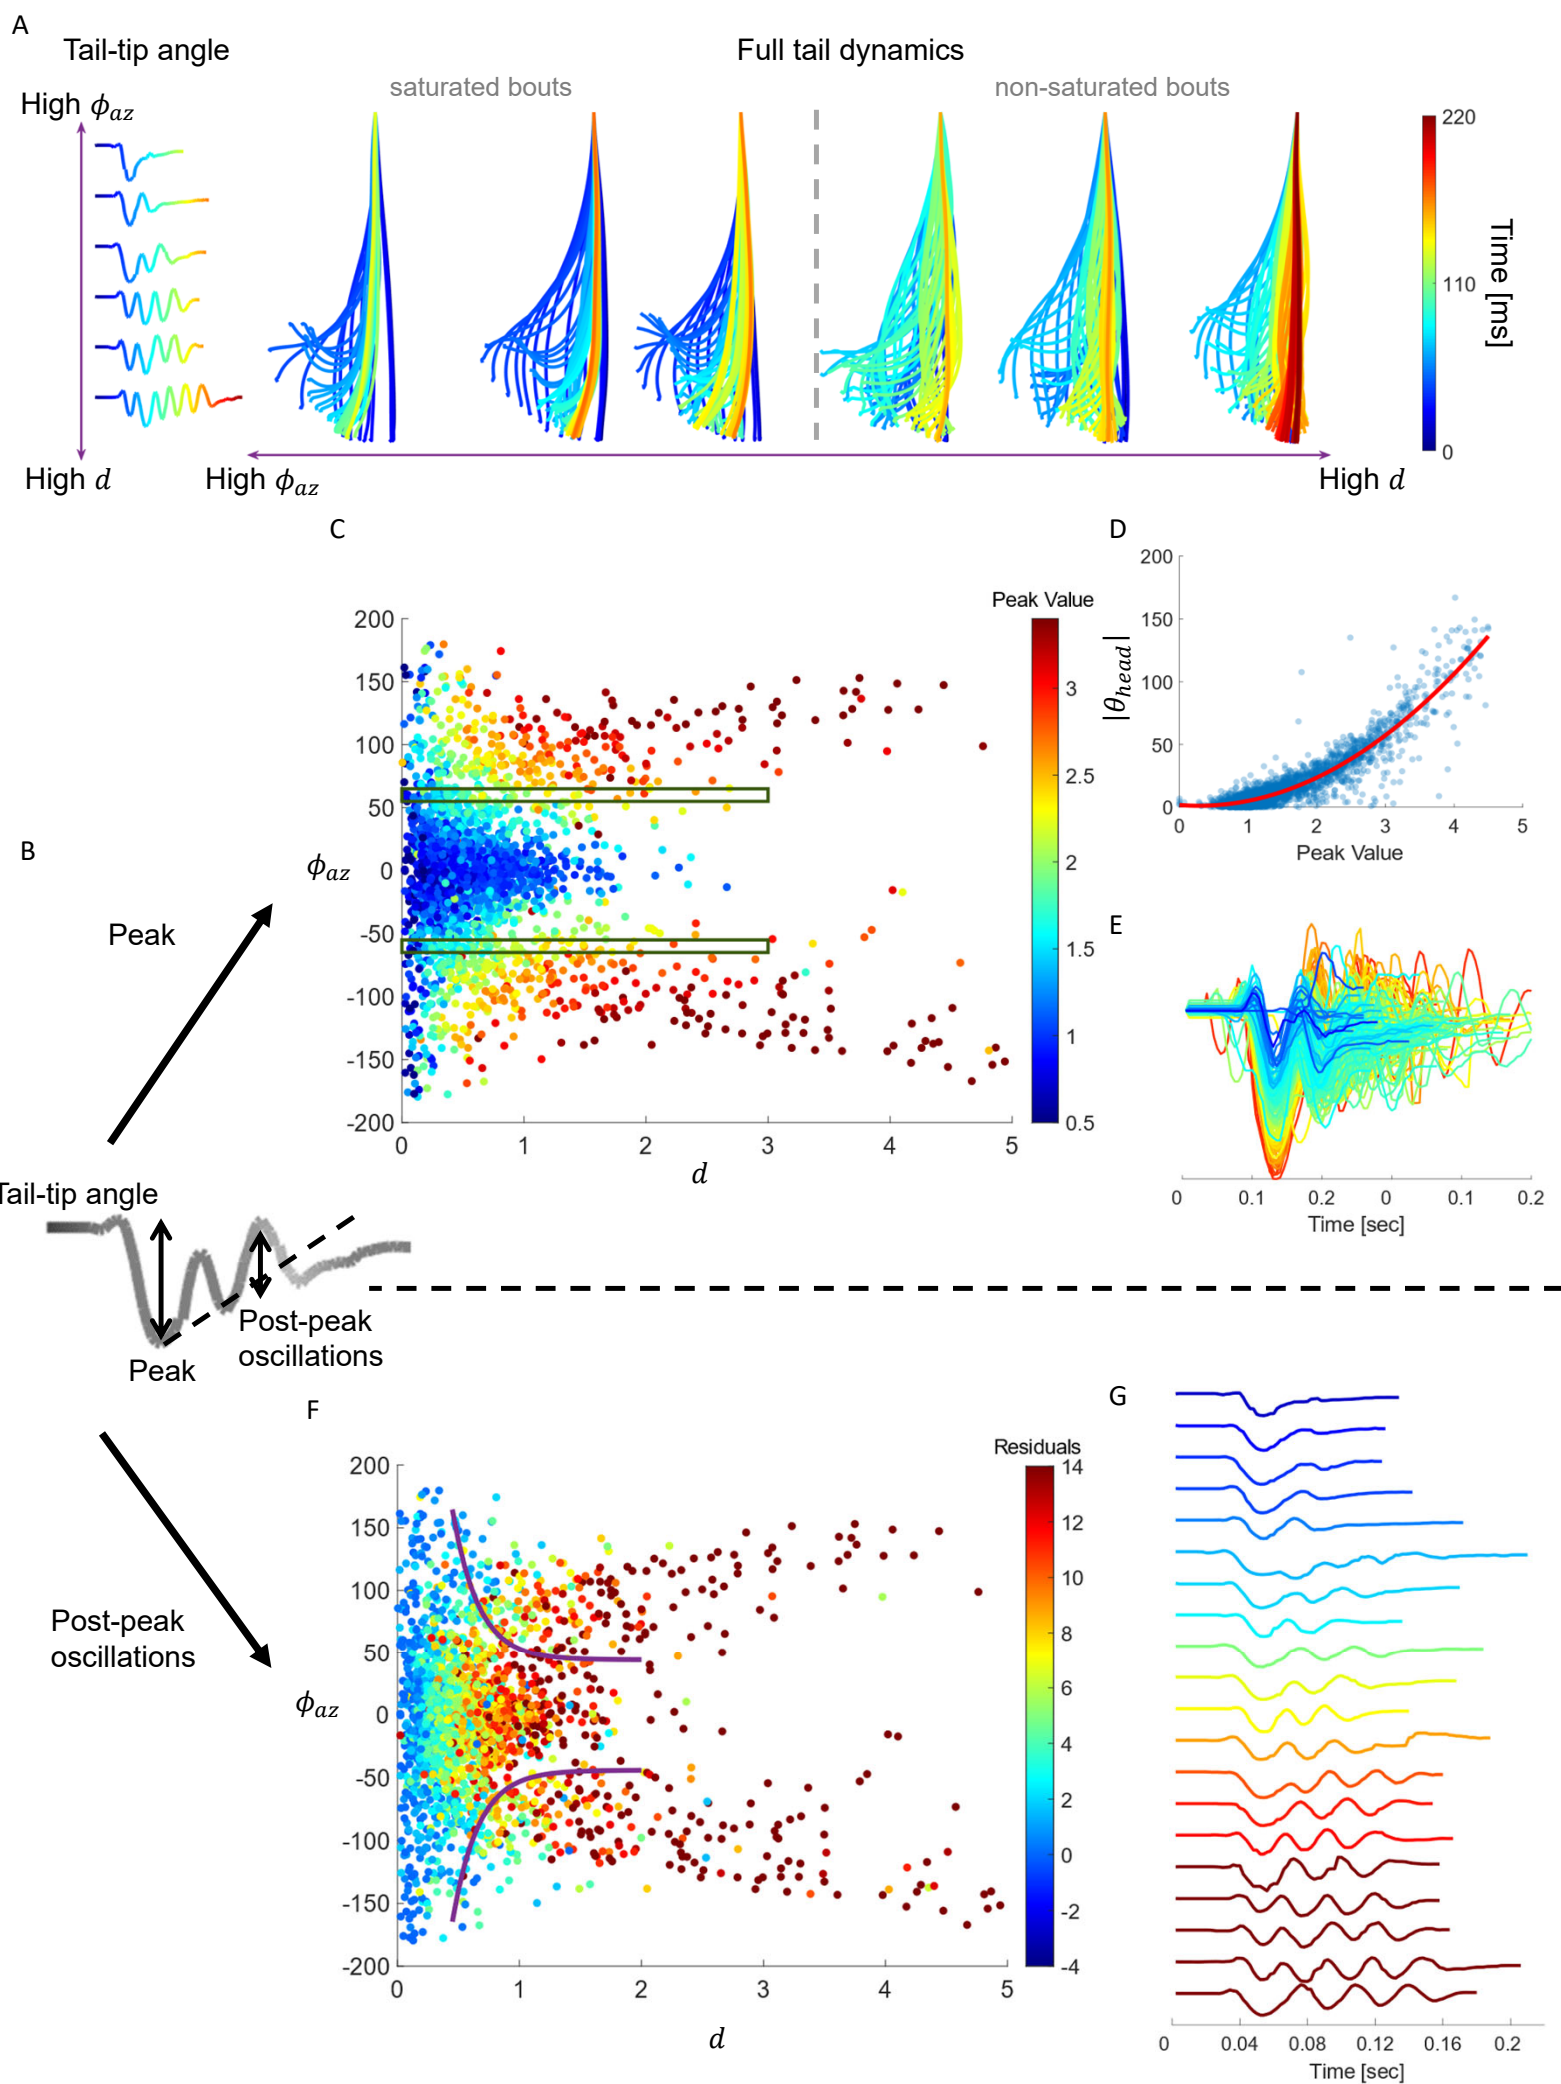 A
Tail-tip angle
Full tail dynamics
saturated bouts
non-saturated bouts
High ϕaz
High d
High ϕaz
High d
220
110
0
Time [ms]
B
Peak
Tail-tip angle
Peak
Post-peak
oscillations
Post-peak
oscillations
C
200
150
100
50
0
-50
-100
-150
-200
ϕaz
0 1 2 3 4 5
d
Peak Value
3
2.5
2
1.5
1
0.5
D
200
150
100
50
0
|θhead|
0 1 2 3 4 5
Peak Value
E
0 0.1 0.2 0 0.1 0.2
Time [sec]
F
200
150
100
50
0
-50
-100
-150
-200
ϕaz
0 1 2 3 4 5
d
Residuals
14
12
10
8
6
4
2
0
-2
-4
G
0 0.04 0.08 0.12 0.16 0.2
Time [sec]